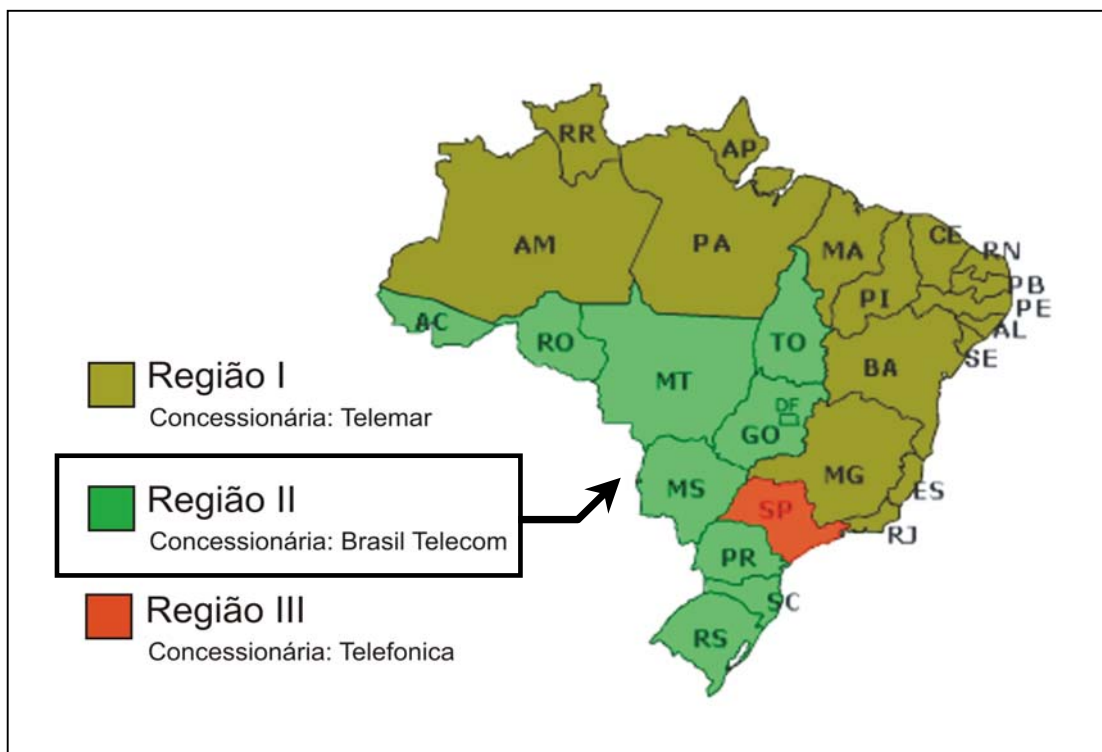 RR
AP
AM
PA
MA
CE
RN
PB
PI
PE
AL
SE
AC
RO
TO
BA
MT
DF
GO
MG
ES
MS
SP
RJ
PR
SC
RS
Região I
Concessionária: Telemar
Região II
Concessionária: Brasil Telecom
Região III
Concessionária: Telefonica